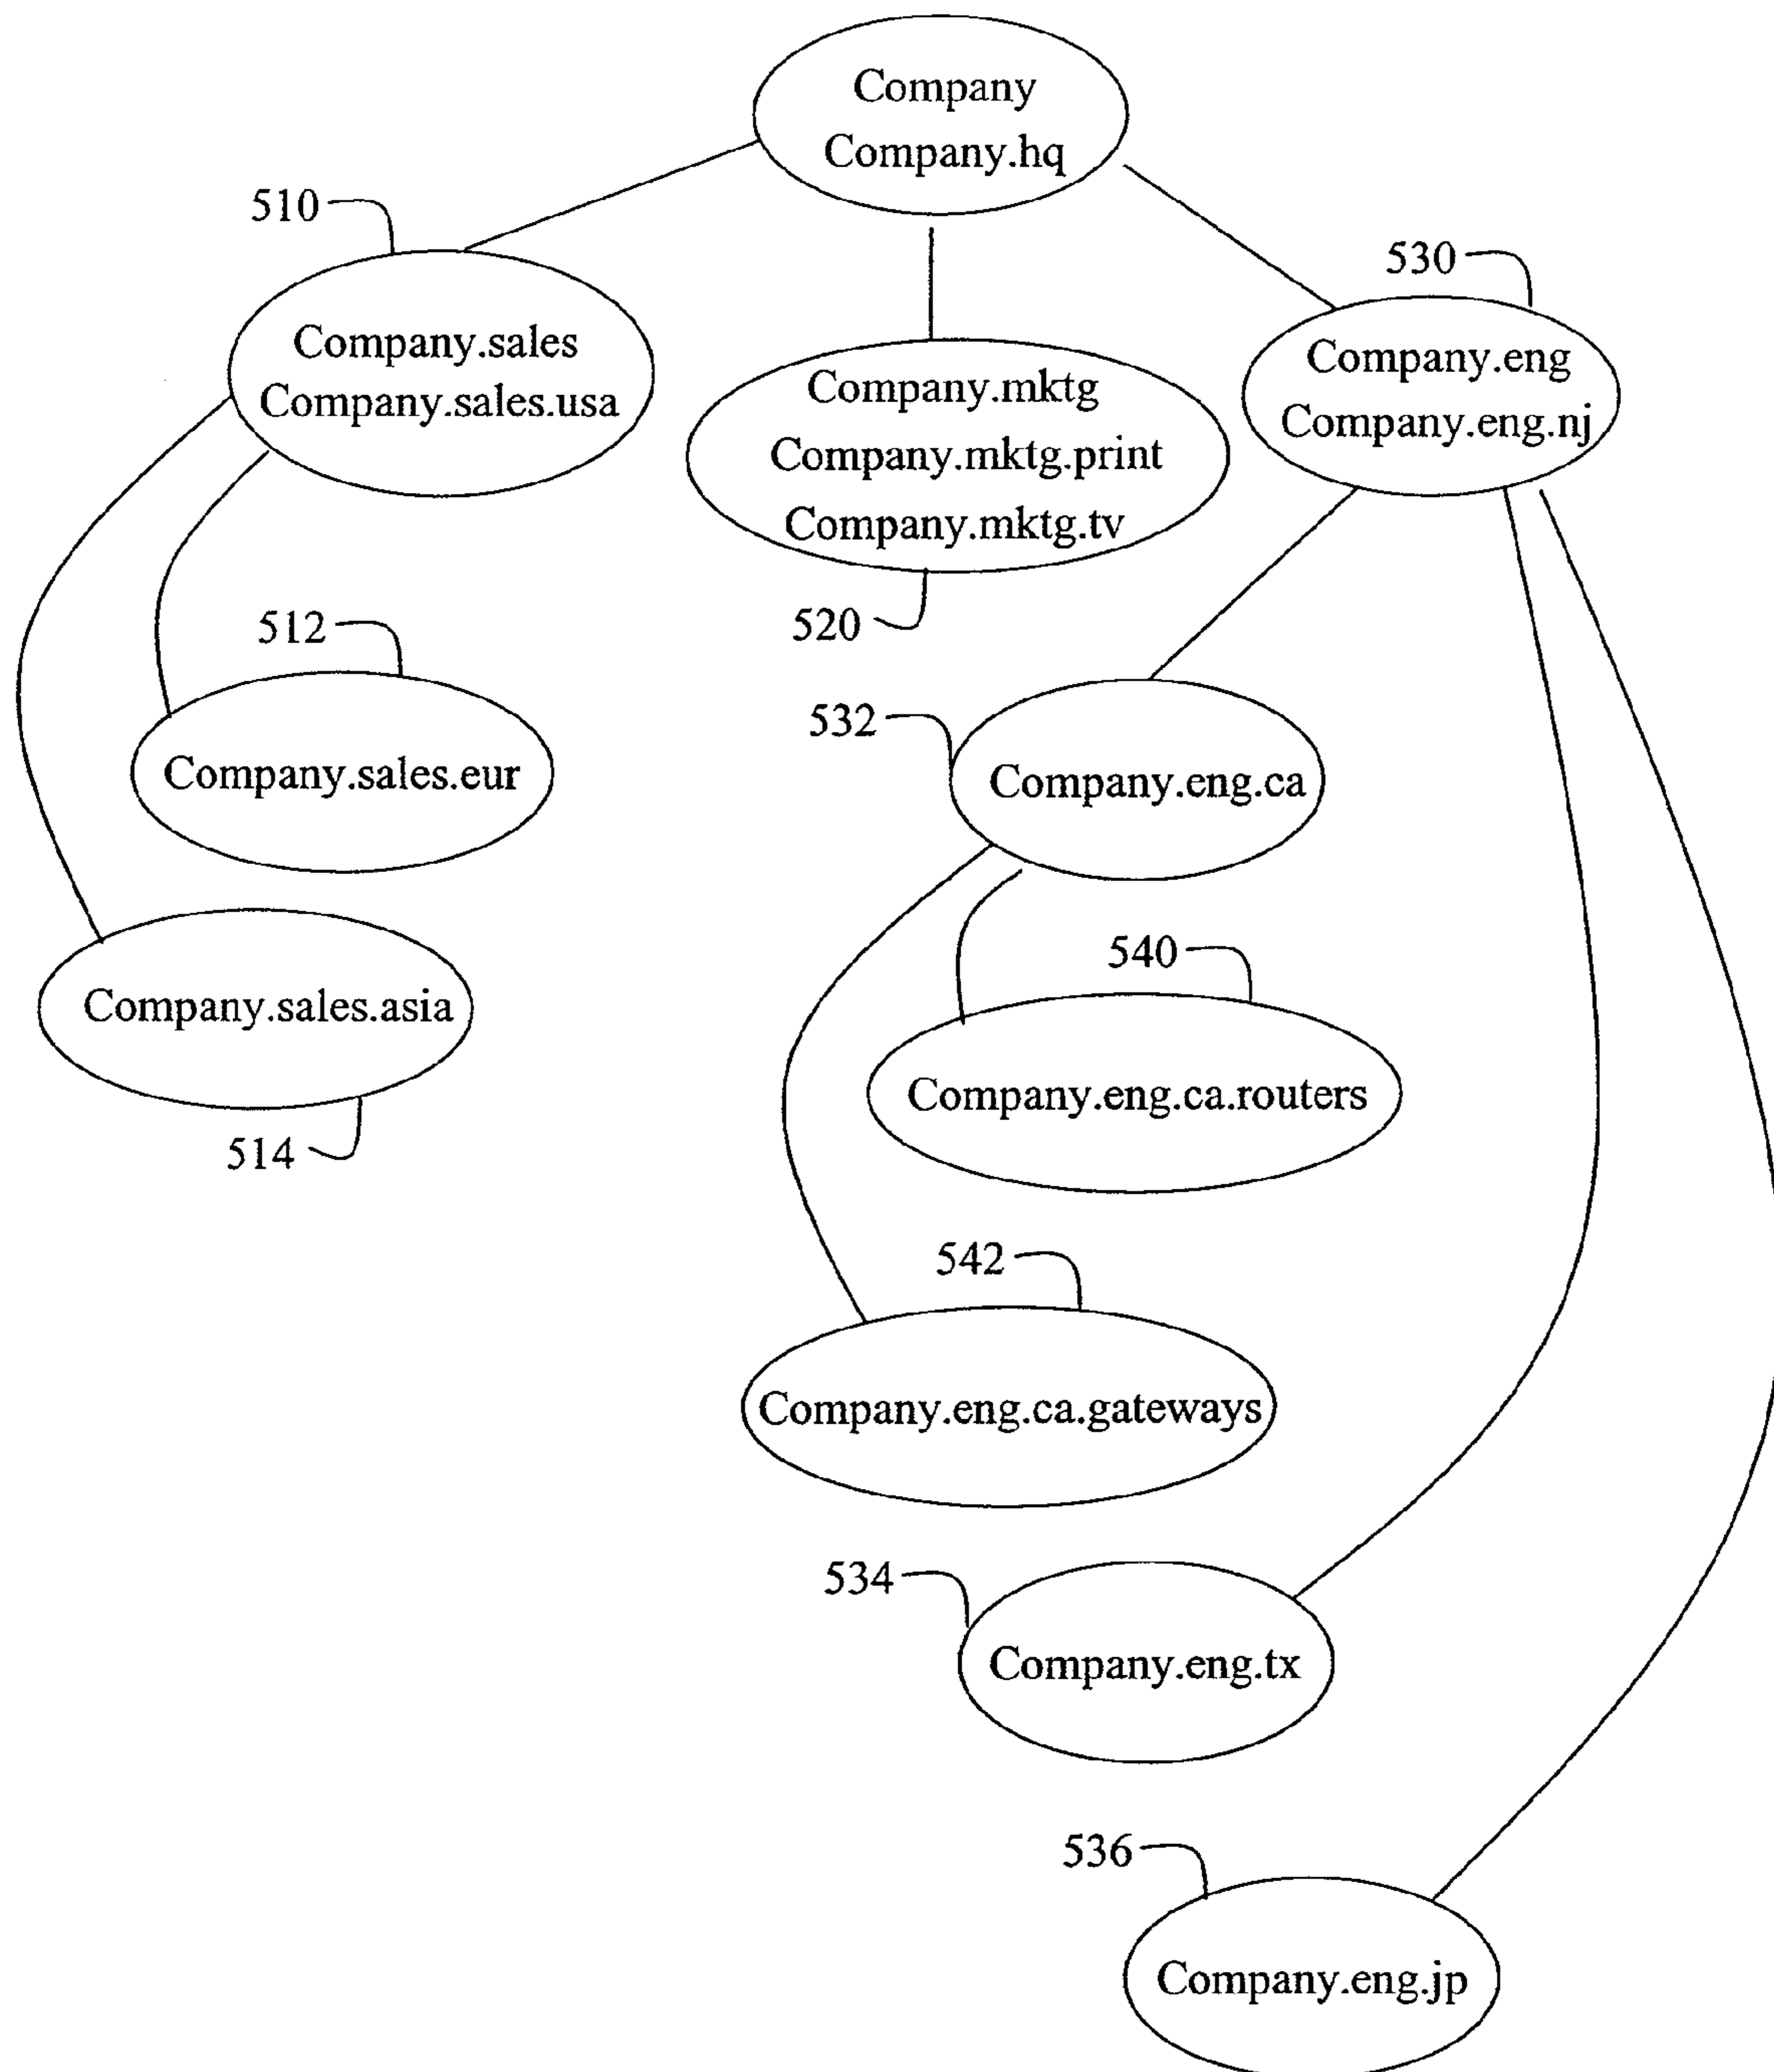 Company
Company.hq
510
530
Company.sales
Company.sales.usa
Company.mktg
Company.mktg.print
Company.mktg.tv
Company.eng
Company.eng.nj
512
520
532
Company.sales.eur
Company.eng.ca
540
Company.sales.asia
Company.eng.ca.routers
514
542
Company.eng.ca.gateways
534
Company.eng.tx
536
Company.eng.jp